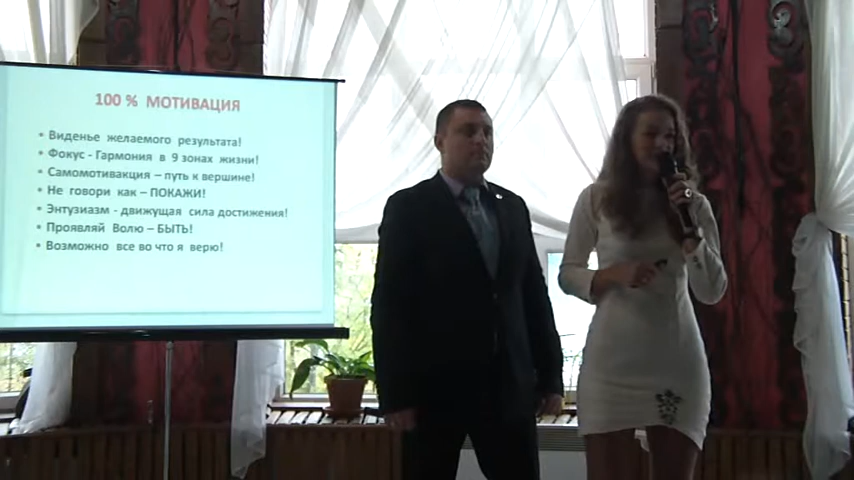 100 % МОТИВАЦИЯ
• Виденье желаемого результата!
• Фокус - Гармония в 9 зонах жизни!
• Самомотивакция – путь к вершине!
• Не говори как – ПОКАЖИ!
• Энтузиазм - движущая сила достижения!
• Проявляй Волю – БЫТЬ!
• Возможно все во что я верю!